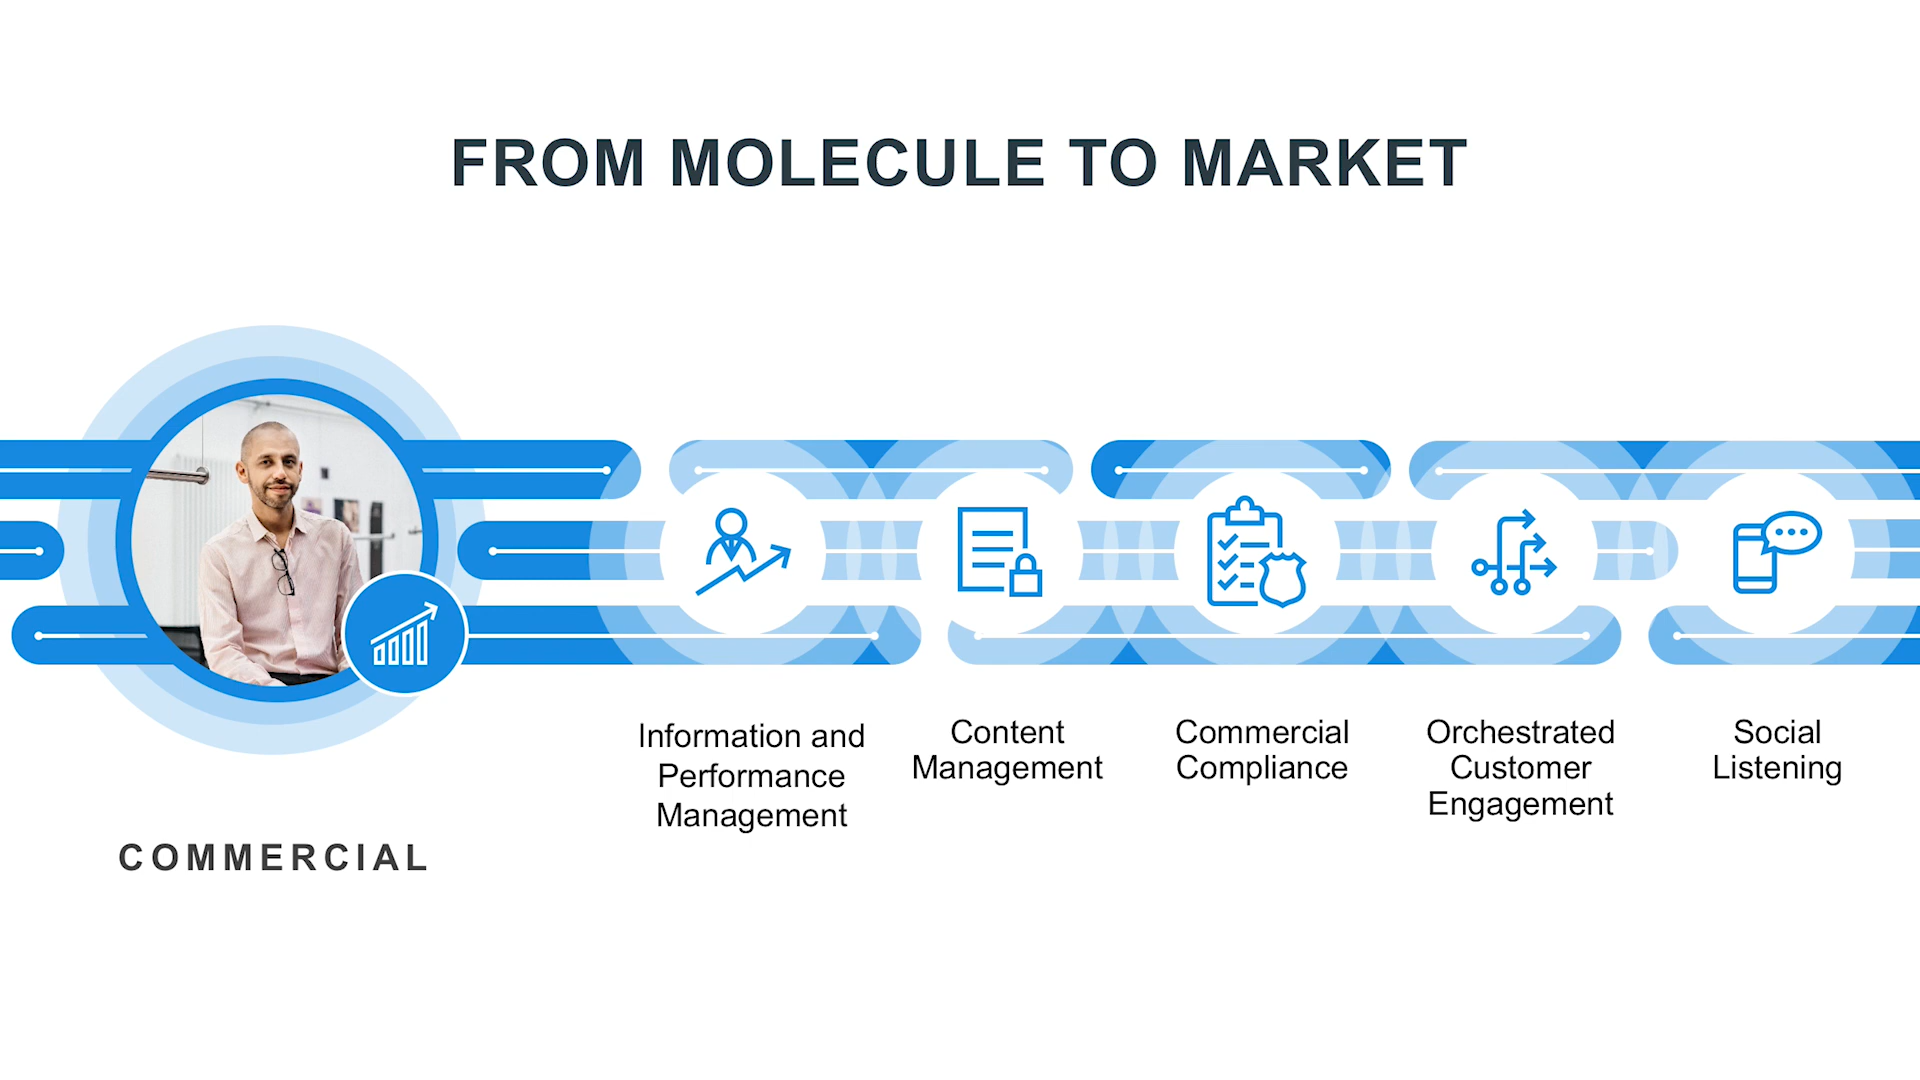 FROM MOLECULE TO MARKET
Information and
Performance
Management
Content
Management
Commercial
Compliance
Orchestrated
Customer
Engagement
Social
Listening
COMMERCIAL